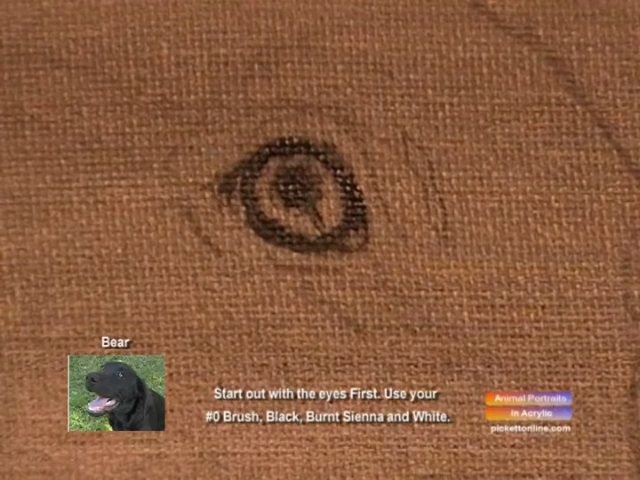 Bear
Start out with the eyes First. Use your
#0 Brush, Black, Burnt Sienna and White.
Animal Portraits
In Acrylic
pickettonline.com